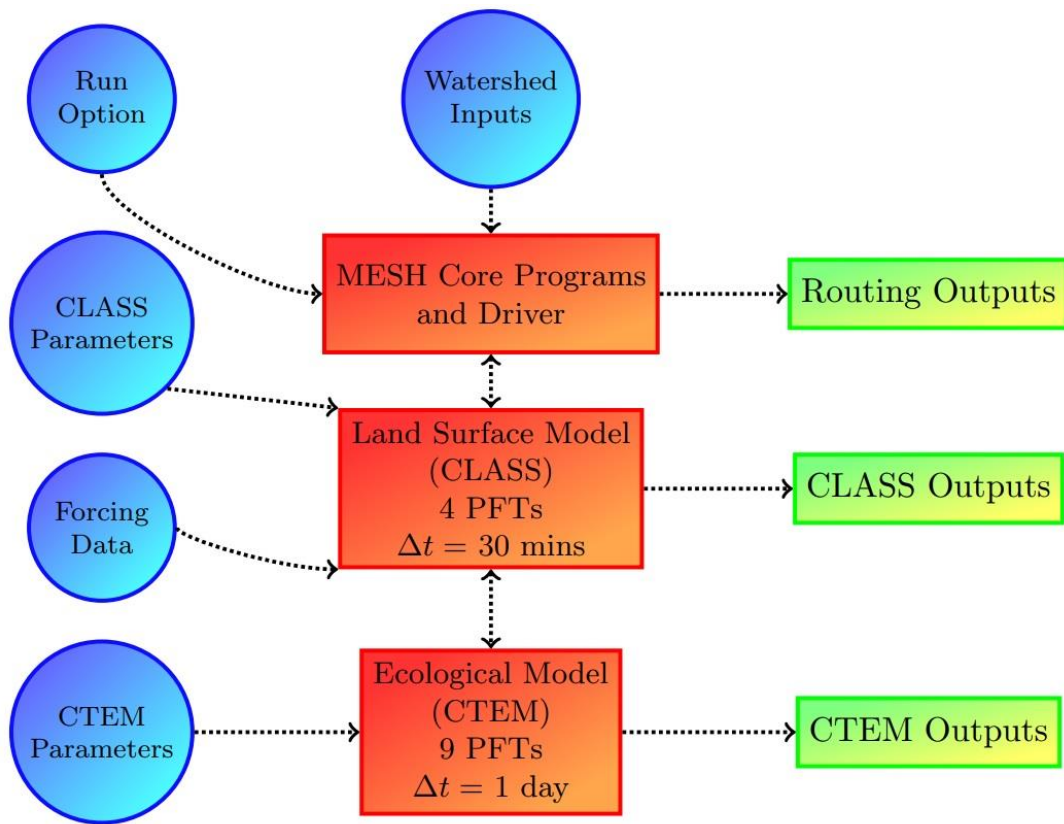 Run
Option
Watershed
Inputs
MESH Core Programs
and Driver
Routing Outputs
CLASS
Parameters
Land Surface Model
(CLASS)
4 PFTs
Δt = 30 mins
CLASS Outputs
Forcing
Data
Ecological Model
(CTEM)
9 PFTs
Δt = 1 day
CTEM
Parameters
CTEM Outputs